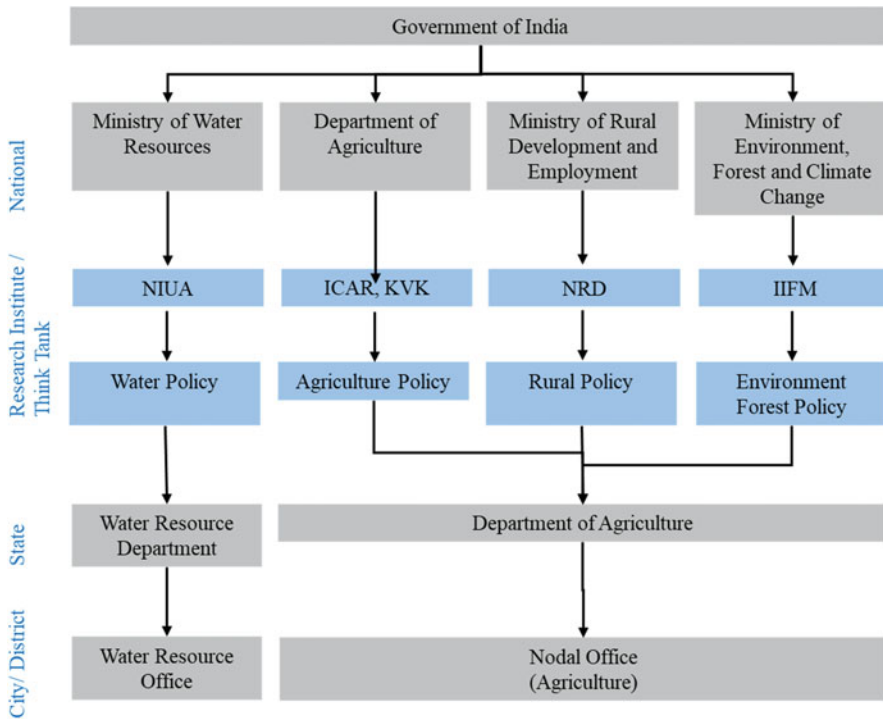 Government of India
National
Ministry of Water
Resources
Department of
Agriculture
Ministry of Rural
Development and
Employment
Ministry of
Environment,
Forest and Climate
Change
Research Institute /
Think Tank
NIUA
ICAR, KVK
NRD
IIFM
Water Policy
Agriculture Policy
Rural Policy
Environment
Forest Policy
State
Water Resource
Department
Department of Agriculture
City/ District
Water Resource
Office
Nodal Office
(Agriculture)